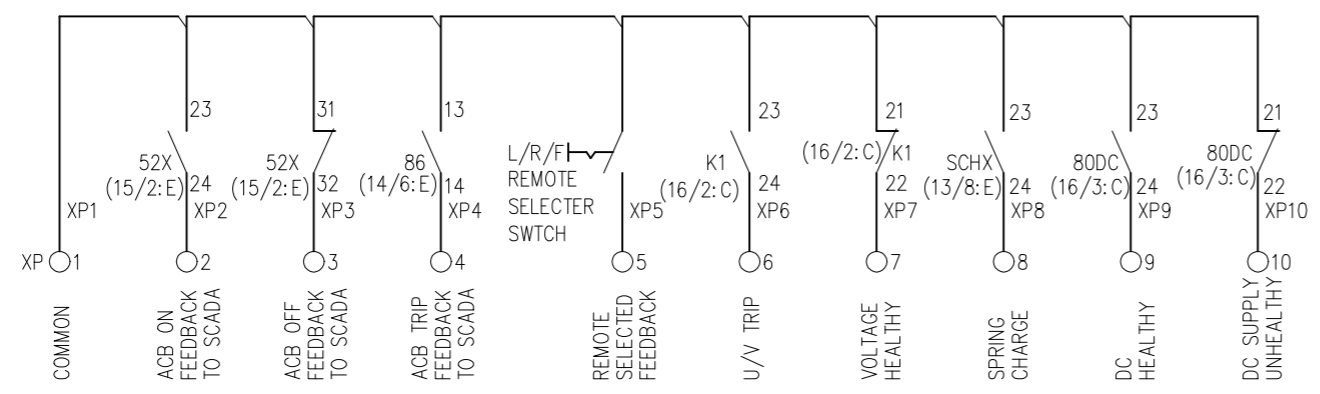 23
31
13
23
21
23
23
21
52X
(15/2:E)
24
52X
(15/2:E)
32
86
(14/6:E)
14
L/R/F
REMOTE
SELECTER
SWTCH
K1
(16/2:C)
24
(16/2:C)
K1
22
SCHX
(13/8:E)
24
80DC
(16/3:C)
24
80DC
(16/3:C)
22
XP1
XP2
XP3
XP4
XP5
XP6
XP7
XP8
XP9
XP10
XP 1
2
3
4
5
6
7
8
9
10
COMMON
ACB ON
FEEDBACK
TO SCADA
ACB OFF
FEEDBACK
TO SCADA
ACB TRIP
FEEDBACK
TO SCADA
REMOTE
SELECTED
FEEDBACK
U/V TRIP
VOLTAGE
HEALTHY
SPRING
CHARGE
DC
HEALTHY
DC SUPPLY
UNHEALTHY